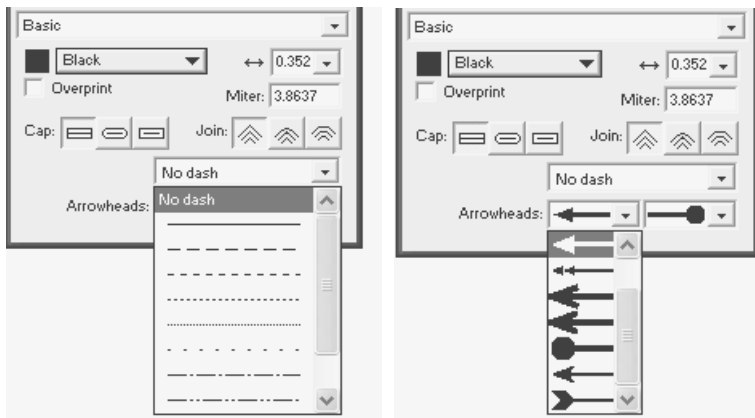 Basic
Black
0.352
Overprint
Miter: 3.8637
Cap:
Join:
No dash
Arrowheads:
No dash
Basic
Black
0.352
Overprint
Miter: 3.8637
Cap:
Join:
No dash
Arrowheads: